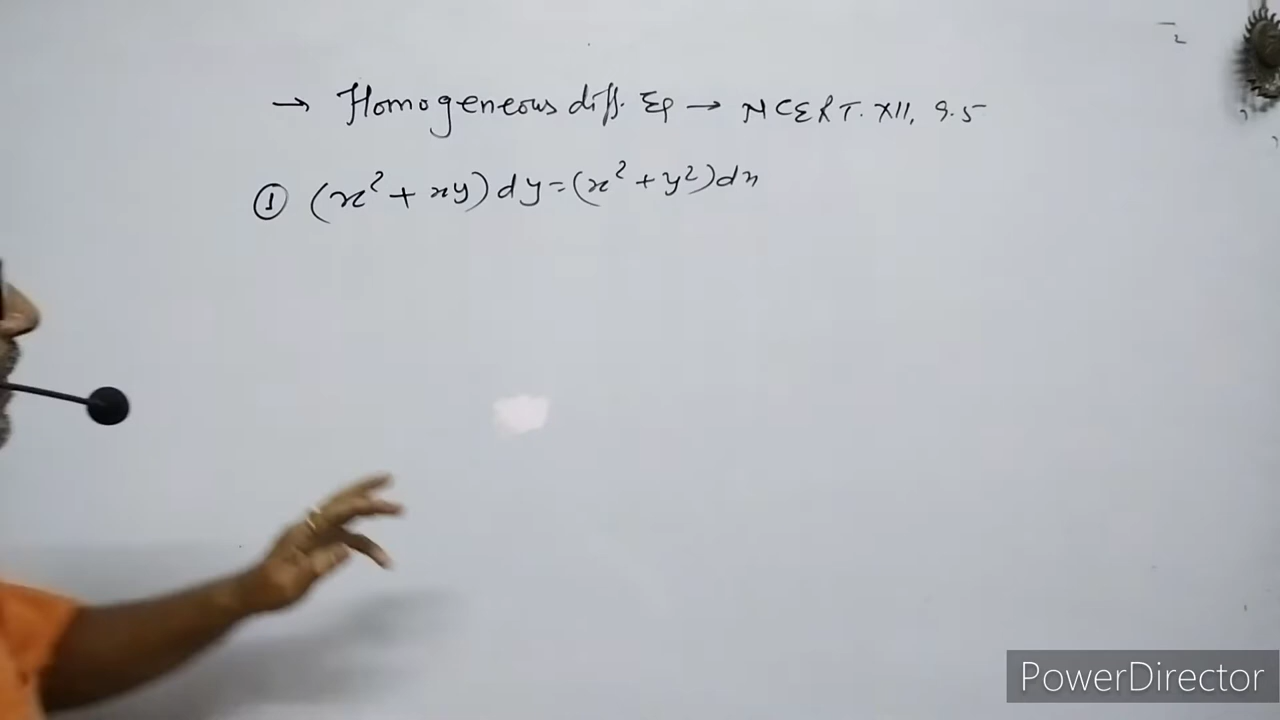 → Homogeneous diff. Eq → NCERT. XII, 9.5
① (x² + xy) dy = (x² + y²) dx
PowerDirector